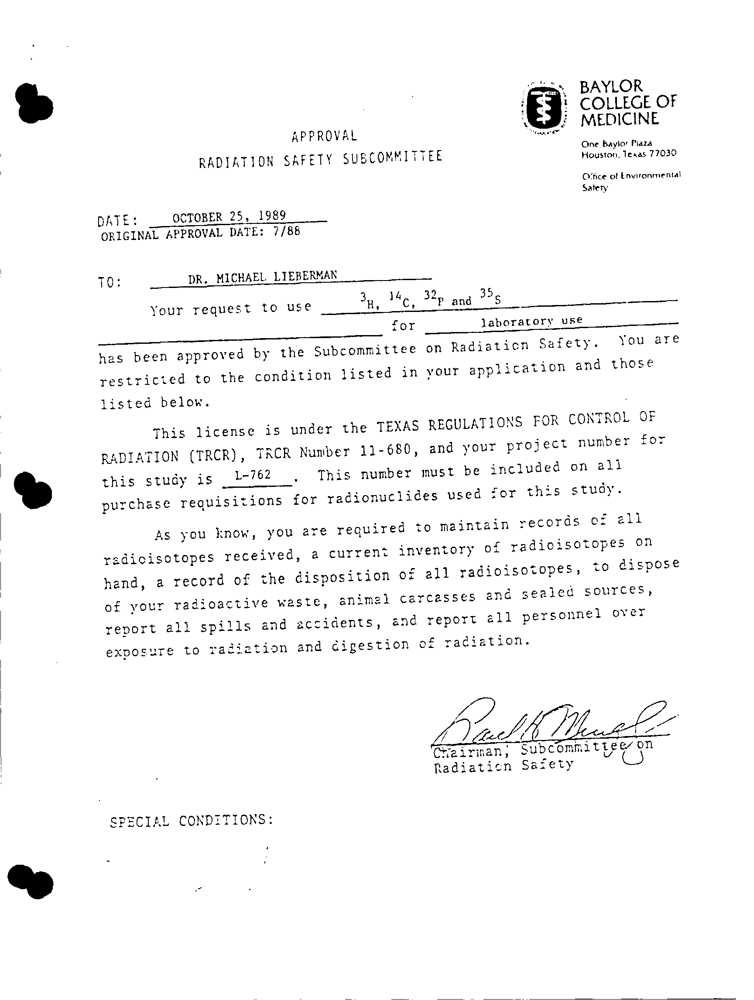 BAYLOR
COLLEGE OF
MEDICINE
One Baylor Plaza
Houston, Texas 77030
Office of Environmental
Safety
APPROVAL
RADIATION SAFETY SUBCOMMITTEE
DATE: OCTOBER 25, 1989
ORIGINAL APPROVAL DATE: 7/88
TO: DR. MICHAEL LIEBERMAN
Your request to use ³H, ¹⁴C, ³²P and ³⁵S
for laboratory use
has been approved by the Subcommittee on Radiation Safety. You are
restricted to the condition listed in your application and those
listed below.
This license is under the TEXAS REGULATIONS FOR CONTROL OF
RADIATION (TRCR), TRCR Number 11-680, and your project number for
this study is L-762 . This number must be included on all
purchase requisitions for radionuclides used for this study.
As you know, you are required to maintain records of all
radioisotopes received, a current inventory of radioisotopes on
hand, a record of the disposition of all radioisotopes, to dispose
of your radioactive waste, animal carcasses and sealed sources,
report all spills and accidents, and report all personnel over
exposure to radiation and digestion of radiation.
Chairman, Subcommittee on
Radiation Safety
SPECIAL CONDITIONS: